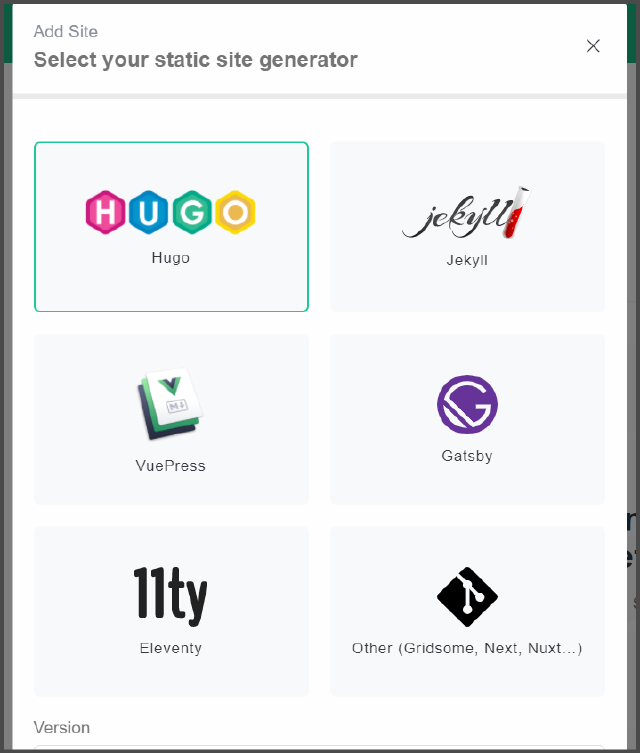 Add Site
Select your static site generator
HUGO
Hugo
jekyll
Jekyll
VuePress
Gatsby
11ty
Eleventy
Other (Gridsome, Next, Nuxt...)
Version